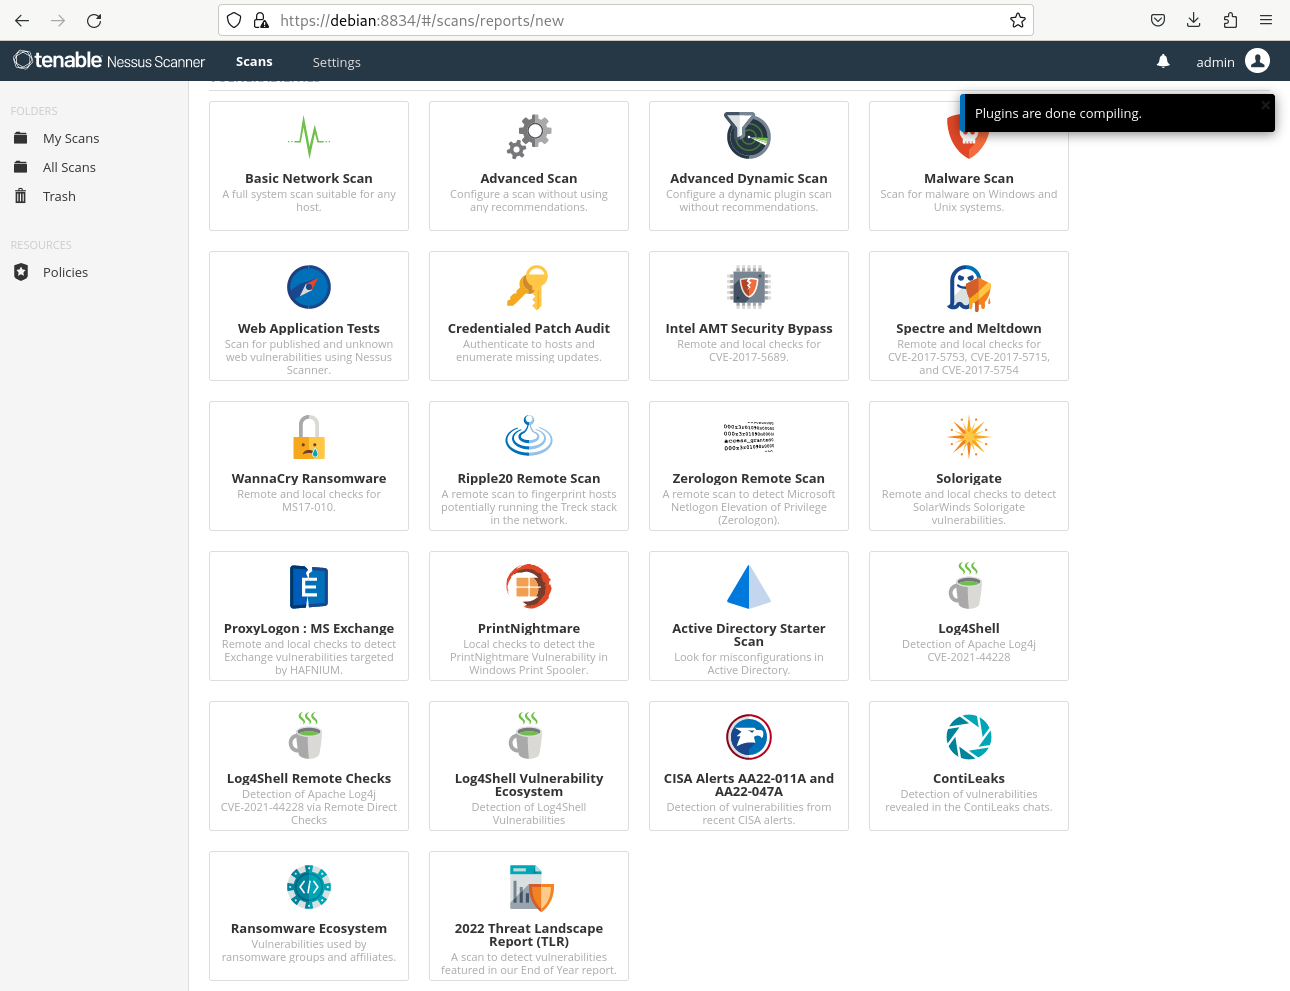 https://debian:8834/#/scans/reports/new
tenable Nessus Scanner
Scans
Settings
admin
Plugins are done compiling.
FOLDERS
My Scans
All Scans
Trash
RESOURCES
Policies
Basic Network Scan
A full system scan suitable for any
host.
Advanced Scan
Configure a scan without using
any recommendations.
Advanced Dynamic Scan
Configure a dynamic plugin scan
without recommendations.
Malware Scan
Scan for malware on Windows and
Unix systems.
Web Application Tests
Scan for published and unknown
web vulnerabilities using Nessus
Scanner.
Credentialed Patch Audit
Authenticate to hosts and
enumerate missing updates.
Intel AMT Security Bypass
Remote and local checks for
CVE-2017-5689.
Spectre and Meltdown
Remote and local checks for
CVE-2017-5753, CVE-2017-5715,
and CVE-2017-5754
WannaCry Ransomware
Remote and local checks for
MS17-010.
Ripple20 Remote Scan
A remote scan to fingerprint hosts
potentially running the Treck stack
in the network.
Zerologon Remote Scan
A remote scan to detect Microsoft
Netlogon Elevation of Privilege
(Zerologon).
Solorigate
Remote and local checks to detect
SolarWinds Solorigate
vulnerabilities.
E
ProxyLogon : MS Exchange
Remote and local checks to detect
Exchange vulnerabilities targeted
by HAFNIUM.
PrintNightmare
Local checks to detect the
PrintNightmare Vulnerability in
Windows Print Spooler.
Active Directory Starter
Scan
Look for misconfigurations in
Active Directory.
Log4Shell
Detection of Apache Log4j
CVE-2021-44228
Log4Shell Remote Checks
Detection of Apache Log4j
CVE-2021-44228 via Remote Direct
Checks
Log4Shell Vulnerability
Ecosystem
Detection of Log4Shell
Vulnerabilities
CISA Alerts AA22-011A and
AA22-047A
Detection of vulnerabilities from
recent CISA alerts.
ContiLeaks
Detection of vulnerabilities
revealed in the ContiLeaks chats.
</>
Ransomware Ecosystem
Vulnerabilities used by
ransomware groups and affiliates.
2022 Threat Landscape
Report (TLR)
A scan to detect vulnerabilities
featured in our End of Year report.